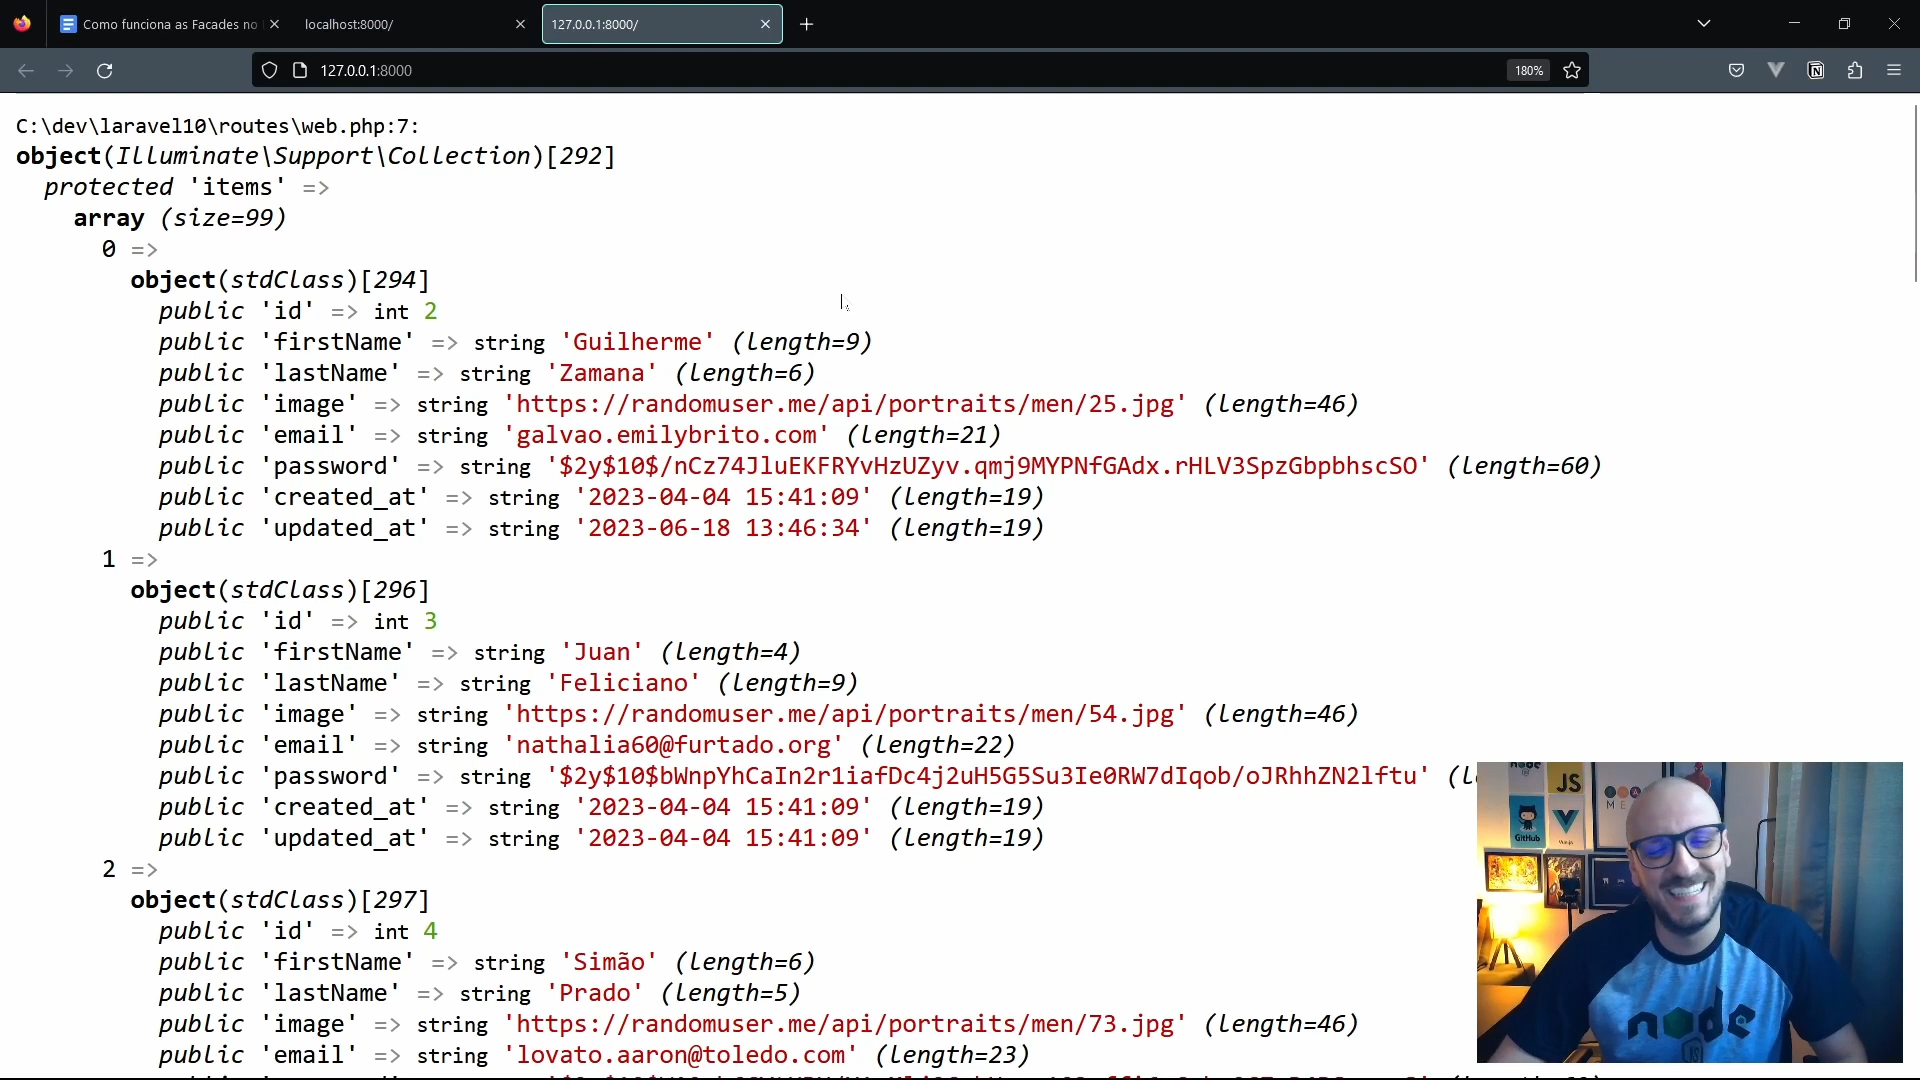 Como funciona as Facades no
localhost:8000/
127.0.0.1:8000/
127.0.0.1:8000
180%
C:\dev\laravel10\routes\web.php:7:
object(Illuminate\Support\Collection)[292]
protected 'items' =>
array (size=99)
0 =>
object(stdClass)[294]
public 'id' => int 2
public 'firstName' => string 'Guilherme' (length=9)
public 'lastName' => string 'Zamana' (length=6)
public 'image' => string 'https://randomuser.me/api/portraits/men/25.jpg' (length=46)
public 'email' => string 'galvao.emilybrito.com' (length=21)
public 'password' => string '$2y$10$/nCz74JluEKFRYvHzUZyv.qmj9MYPNfGAdx.rHLV3SpzGbpbhscSO' (length=60)
public 'created_at' => string '2023-04-04 15:41:09' (length=19)
public 'updated_at' => string '2023-06-18 13:46:34' (length=19)
1 =>
object(stdClass)[296]
public 'id' => int 3
public 'firstName' => string 'Juan' (length=4)
public 'lastName' => string 'Feliciano' (length=9)
public 'image' => string 'https://randomuser.me/api/portraits/men/54.jpg' (length=46)
public 'email' => string 'nathalia60@furtado.org' (length=22)
public 'password' => string '$2y$10$bWnpYhCaIn2r1iafDc4j2uH5G5Su3Ie0RW7dIqob/oJRhhZN2lftu' (l
public 'created_at' => string '2023-04-04 15:41:09' (length=19)
public 'updated_at' => string '2023-04-04 15:41:09' (length=19)
2 =>
object(stdClass)[297]
public 'id' => int 4
public 'firstName' => string 'Simão' (length=6)
public 'lastName' => string 'Prado' (length=5)
public 'image' => string 'https://randomuser.me/api/portraits/men/73.jpg' (length=46)
public 'email' => string 'lovato.aaron@toledo.com' (length=23)
node
JS
GitHub
Vue.js
node
JS